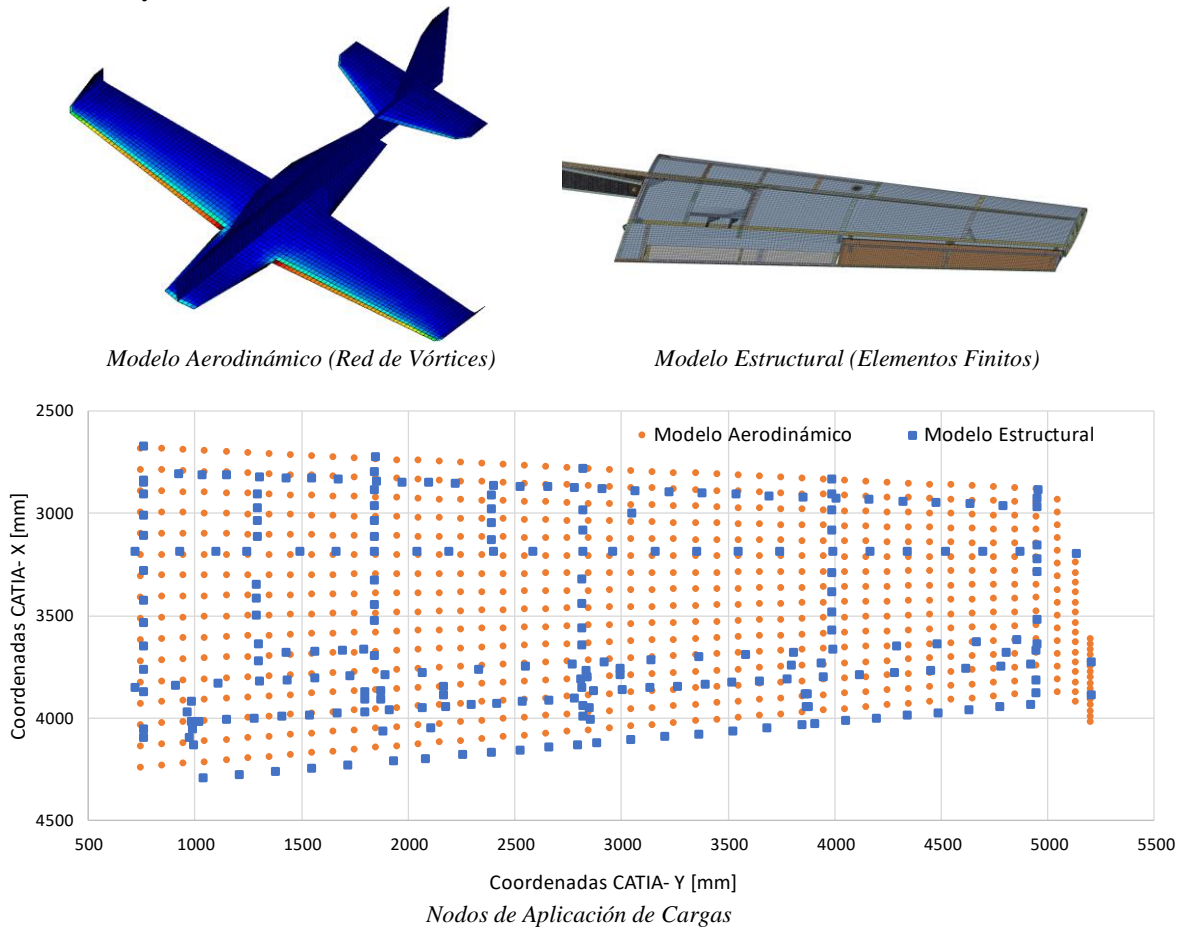 Modelo Aerodinámico (Red de Vórtices)
Modelo Estructural (Elementos Finitos)
Modelo Aerodinámico
Modelo Estructural
Coordenadas CATIA- X [mm]
2500
3000
3500
4000
4500
500 1000 1500 2000 2500 3000 3500 4000 4500 5000 5500
Coordenadas CATIA- Y [mm]
Nodos de Aplicación de Cargas